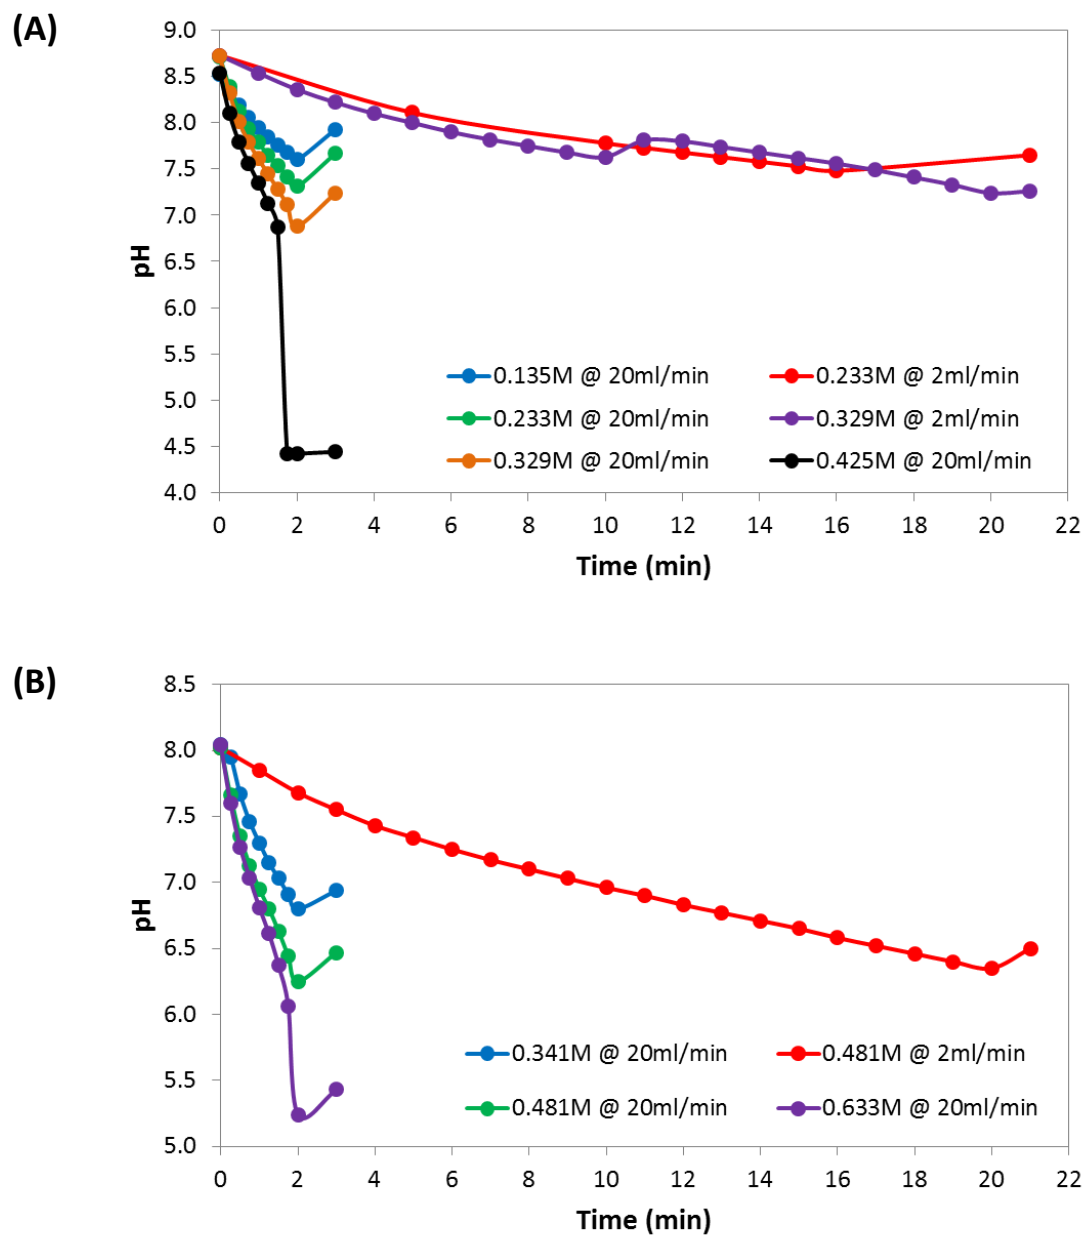 (A)
9.0
8.5
8.0
7.5
7.0
6.5
6.0
5.5
5.0
4.5
4.0
pH
0.135M @ 20ml/min 0.233M @ 2ml/min
0.233M @ 20ml/min 0.329M @ 2ml/min
0.329M @ 20ml/min 0.425M @ 20ml/min
0 2 4 6 8 10 12 14 16 18 20 22
Time (min)
(B)
8.5
8.0
7.5
7.0
6.5
6.0
5.5
5.0
pH
0.341M @ 20ml/min 0.481M @ 2ml/min
0.481M @ 20ml/min 0.633M @ 20ml/min
0 2 4 6 8 10 12 14 16 18 20 22
Time (min)